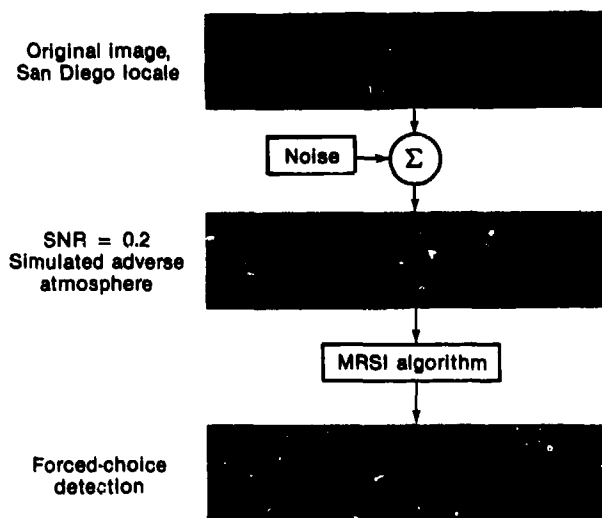 Original image,
San Diego locale
Noise
Σ
SNR = 0.2
Simulated adverse
atmosphere
MRSI algorithm
Forced-choice
detection